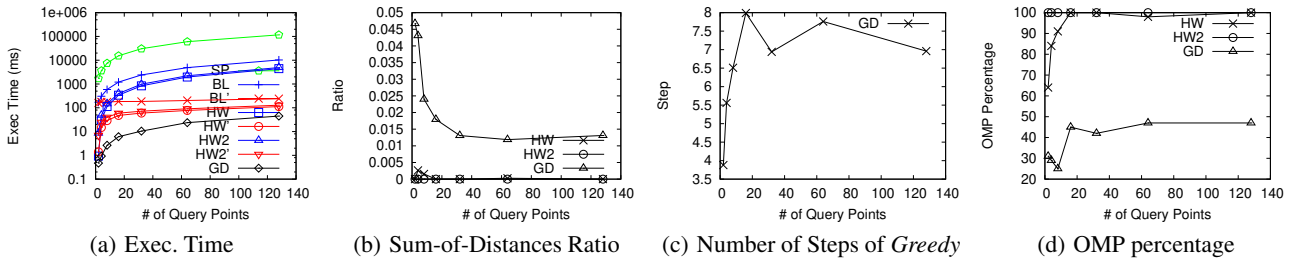 1e+006
100000
10000
1000
100
10
1
0.1
Exec Time (ms)
0 20 40 60 80 100 120 140
# of Query Points
SP
BL
BL'
HW
HW'
HW2
HW2'
GD
(a) Exec. Time
0.05
0.045
0.04
0.035
0.03
0.025
0.02
0.015
0.01
0.005
0
Ratio
0 20 40 60 80 100 120 140
# of Query Points
HW
HW2
GD
(b) Sum-of-Distances Ratio
8
7.5
7
6.5
6
5.5
5
4.5
4
3.5
Step
0 20 40 60 80 100 120 140
# of Query Points
GD
(c) Number of Steps of Greedy
100
90
80
70
60
50
40
30
20
OMP Percentage
0 20 40 60 80 100 120 140
# of Query Points
HW
HW2
GD
(d) OMP percentage